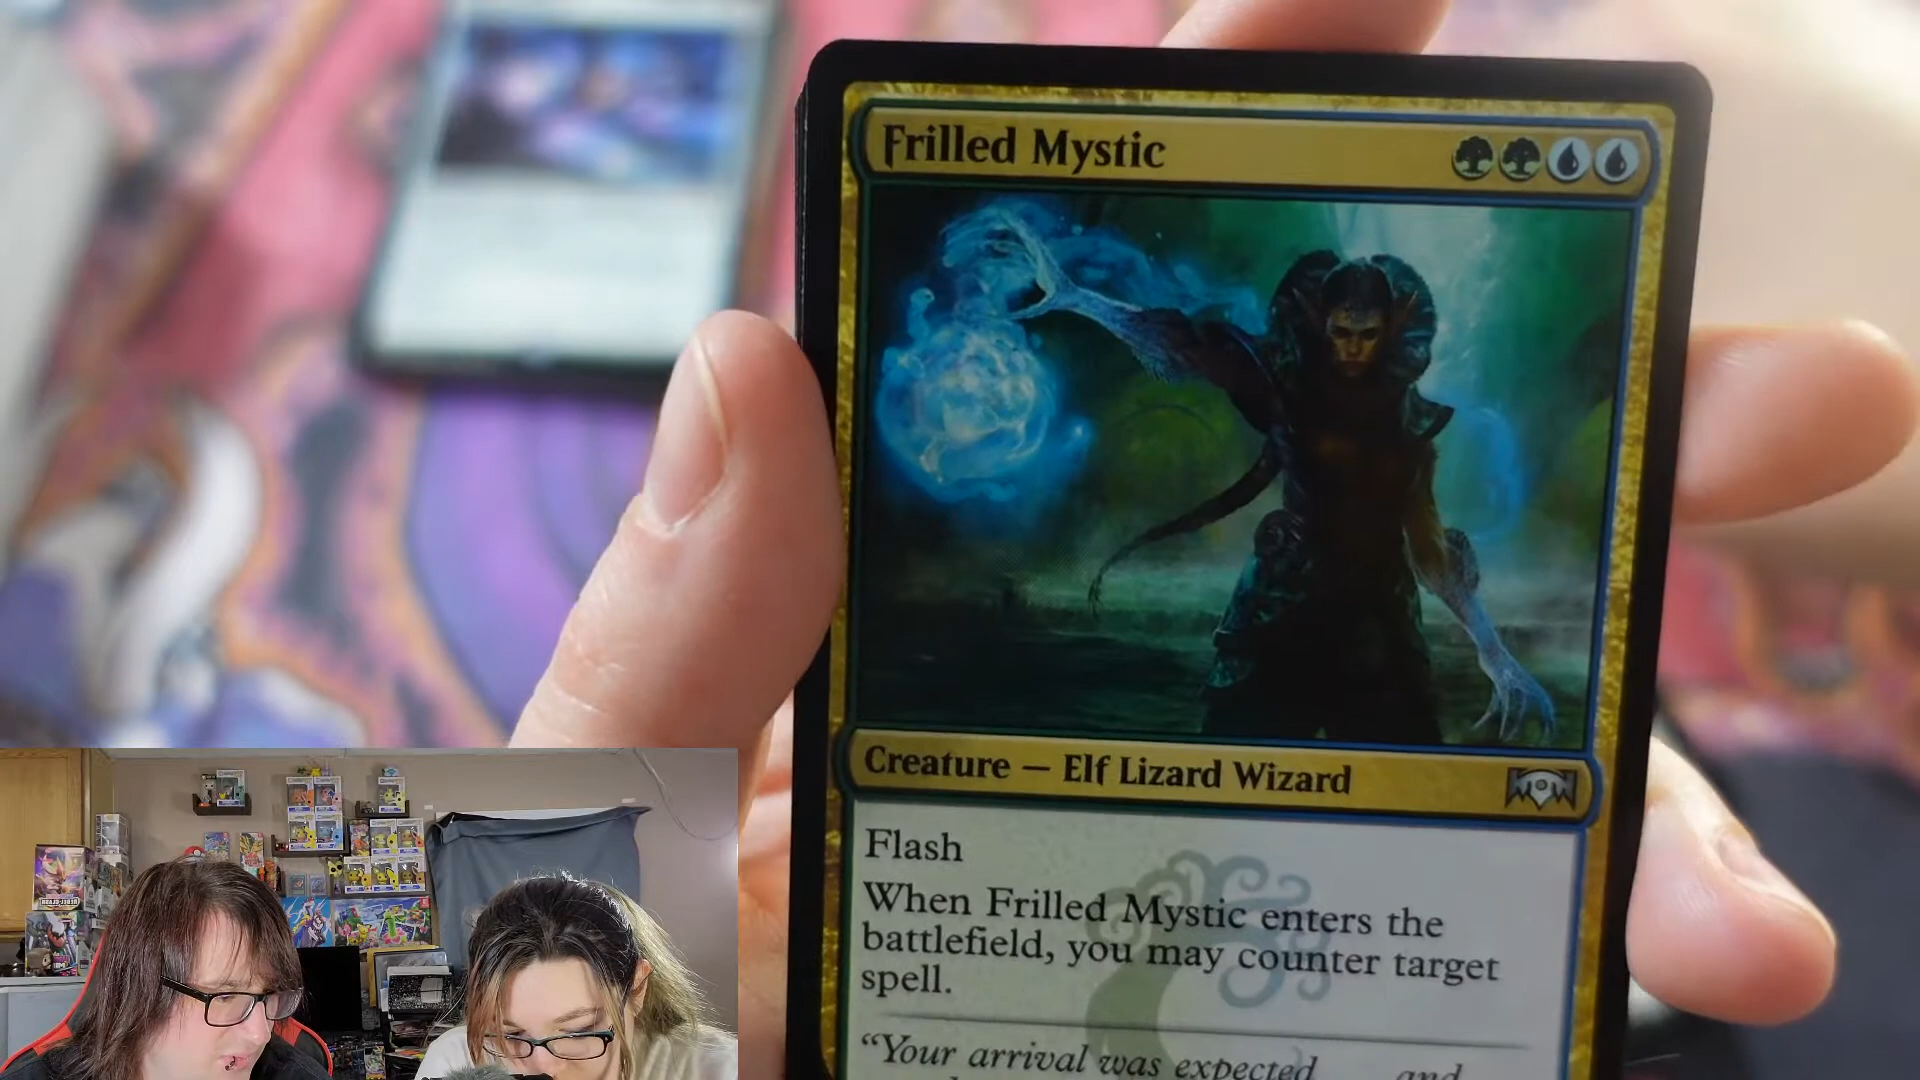 Frilled Mystic
Creature — Elf Lizard Wizard
Flash
When Frilled Mystic enters the
battlefield, you may counter target
spell.
“Your arrival was expected and